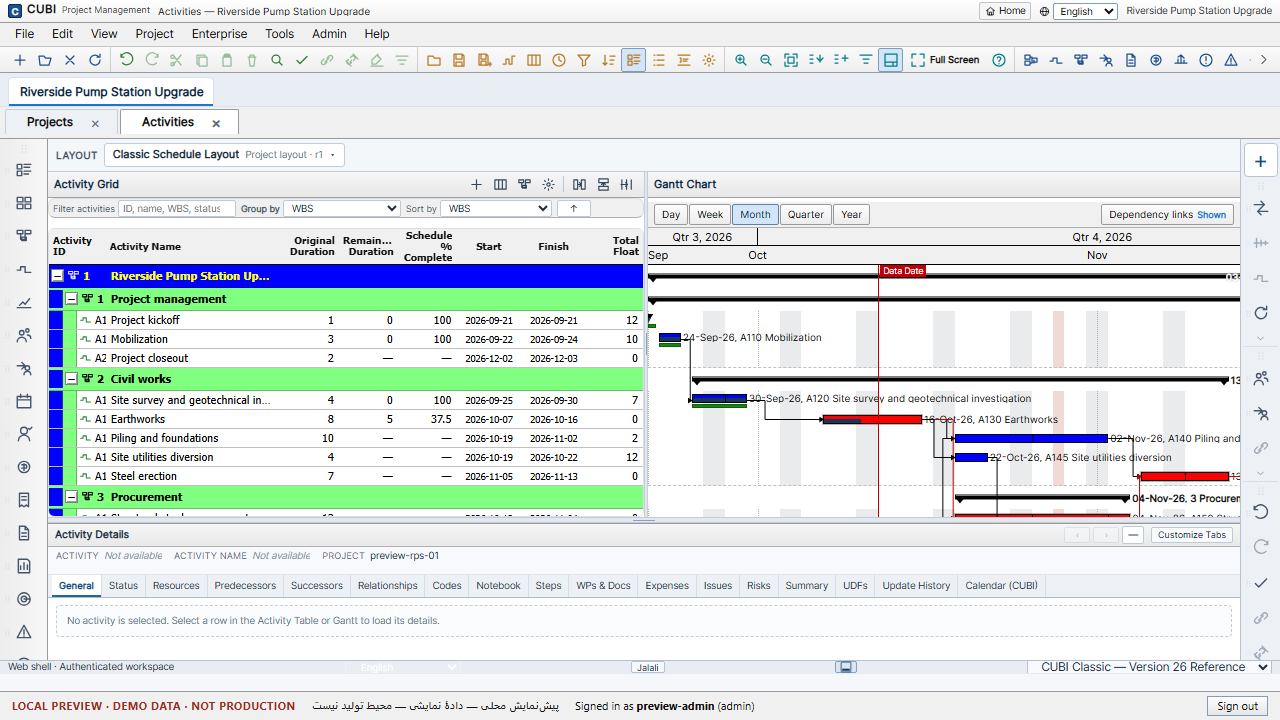 CUBI Project Management Activities — Riverside Pump Station Upgrade Home English Riverside Pump Station Upgrade
File Edit View Project Enterprise Tools Admin Help
Full Screen
Riverside Pump Station Upgrade
Projects Activities
LAYOUT Classic Schedule Layout Project layout · r1
Activity Grid
Filter activities ID, name, WBS, status Group by WBS Sort by WBS
Activity ID Activity Name Original Duration Remain... Duration Schedule % Complete Start Finish Total Float
1 Riverside Pump Station Up...
1 Project management
A1 Project kickoff 1 0 100 2026-09-21 2026-09-21 12
A1 Mobilization 3 0 100 2026-09-22 2026-09-24 10
A2 Project closeout 2 — — 2026-12-02 2026-12-03 0
2 Civil works
A1 Site survey and geotechnical in... 4 0 100 2026-09-25 2026-09-30 7
A1 Earthworks 8 5 37.5 2026-10-07 2026-10-16 0
A1 Piling and foundations 10 — — 2026-10-19 2026-11-02 2
A1 Site utilities diversion 4 — — 2026-10-19 2026-10-22 12
A1 Steel erection 7 — — 2026-11-05 2026-11-13 0
3 Procurement
Gantt Chart
Day Week Month Quarter Year Dependency links Shown
Qtr 3, 2026 Qtr 4, 2026
Sep Oct Nov
Data Date
24-Sep-26, A110 Mobilization
13
30-Sep-26, A120 Site survey and geotechnical investigation
16-Oct-26, A130 Earthworks
02-Nov-26, A140 Piling and
22-Oct-26, A145 Site utilities diversion
13
04-Nov-26, 3 Procurem
Activity Details Customize Tabs
ACTIVITY Not available ACTIVITY NAME Not available PROJECT preview-rps-01
General Status Resources Predecessors Successors Relationships Codes Notebook Steps WPs & Docs Expenses Issues Risks Summary UDFs Update History Calendar (CUBI)
No activity is selected. Select a row in the Activity Table or Gantt to load its details.
Web shell · Authenticated workspace English Jalali CUBI Classic — Version 26 Reference
LOCAL PREVIEW · DEMO DATA · NOT PRODUCTION پیش‌نمایش محلی — دادهٔ نمایشی — محیط تولید نیست Signed in as preview-admin (admin) Sign out